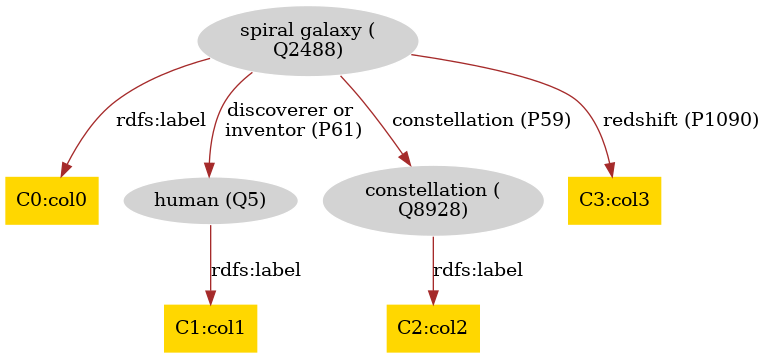 spiral galaxy (
Q2488)
rdfs:label
discoverer or
inventor (P61)
constellation (P59)
redshift (P1090)
C0:col0
human (Q5)
constellation (
Q8928)
C3:col3
rdfs:label
rdfs:label
C1:col1
C2:col2